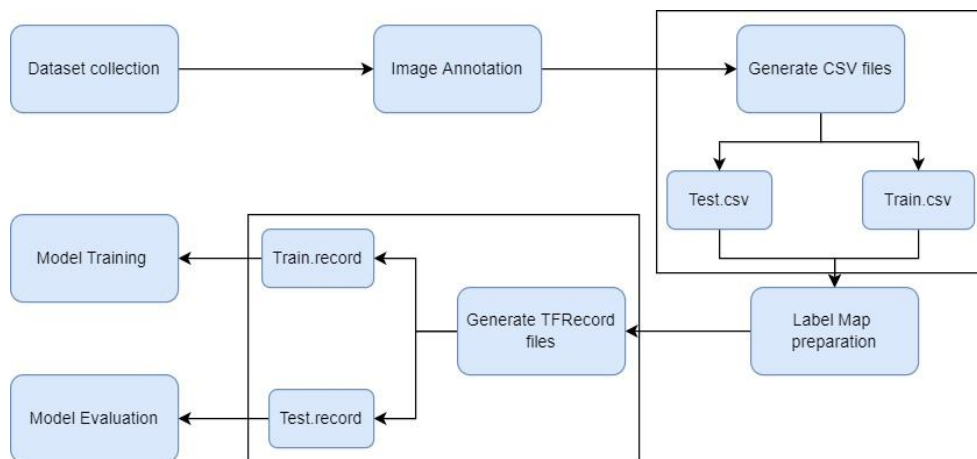 Dataset collection
Image Annotation
Generate CSV files
Test.csv
Train.csv
Label Map
preparation
Generate TFRecord
files
Train.record
Test.record
Model Training
Model Evaluation